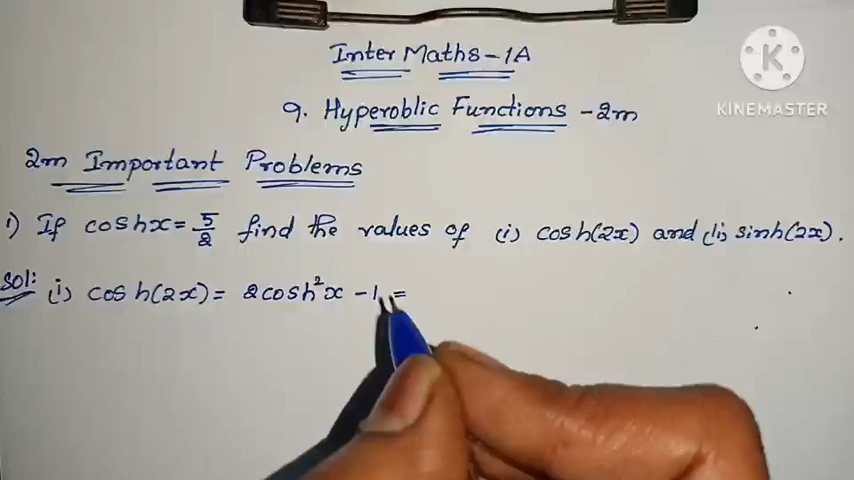 Inter Maths-1A
K
KINEMASTER
9. Hyperoblic Functions -2m
2m Important Problems
1) If coshx = 5/2 find the values of (i) cosh(2x) and (ii) sinh(2x).
Sol: (i) cosh(2x) = 2cosh²x -1 =